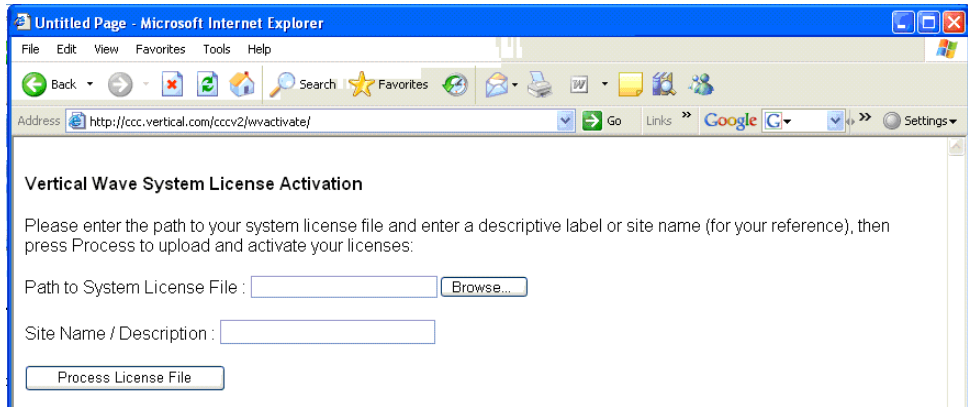 Untitled Page - Microsoft Internet Explorer
File Edit View Favorites Tools Help
Back Search Favorites W
Address http://ccc.vertical.com/cccv2/wvactivate/ Go Links » Google G » Settings
Vertical Wave System License Activation
Please enter the path to your system license file and enter a descriptive label or site name (for your reference), then
press Process to upload and activate your licenses:
Path to System License File : Browse...
Site Name / Description :
Process License File